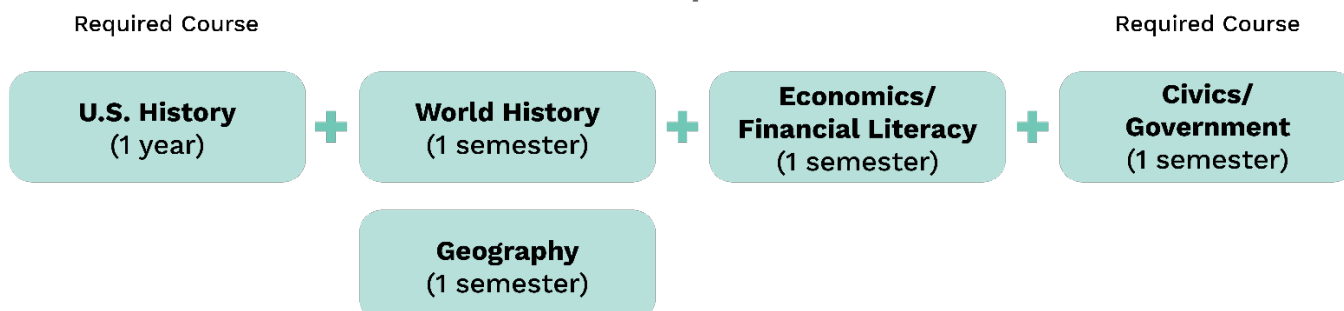 Required Course
Required Course
U.S. History
(1 year)
World History
(1 semester)
Economics/
Financial Literacy
(1 semester)
Civics/
Government
(1 semester)
Geography
(1 semester)